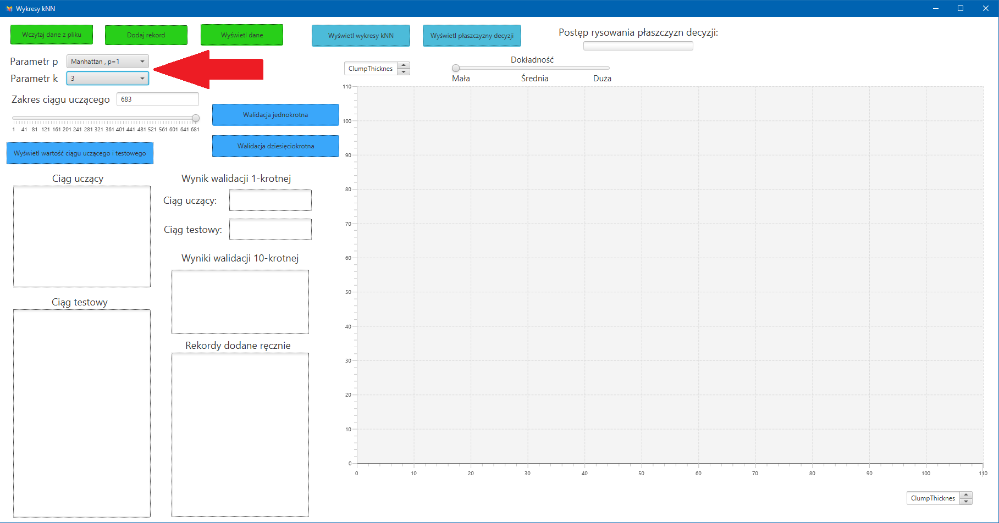 Wykresy kNN
Wczytaj dane z pliku
Dodaj rekord
Wyświetl dane
Wyświetl wykresy kNN
Wyświetl płaszczyzny decyzji
Postęp rysowania płaszczyzn decyzji:
Parametr p
Manhattan , p=1
Parametr k
3
Zakres ciągu uczącego
683
1 41 81 121 161 201 241 281 321 361 401 441 481 521 561 601 641 681
Walidacja jednokrotna
Walidacja dziesięciokrotna
Wyświetl wartość ciągu uczącego i testowego
Ciąg uczący
Ciąg testowy
Wynik walidacji 1-krotnej
Ciąg uczący:
Ciąg testowy:
Wyniki walidacji 10-krotnej
Rekordy dodane ręcznie
ClumpThicknes
Dokładność
Mała Średnia Duża
110
100
90
80
70
60
50
40
30
20
10
0
0 10 20 30 40 50 60 70 80 90 100 110
ClumpThicknes